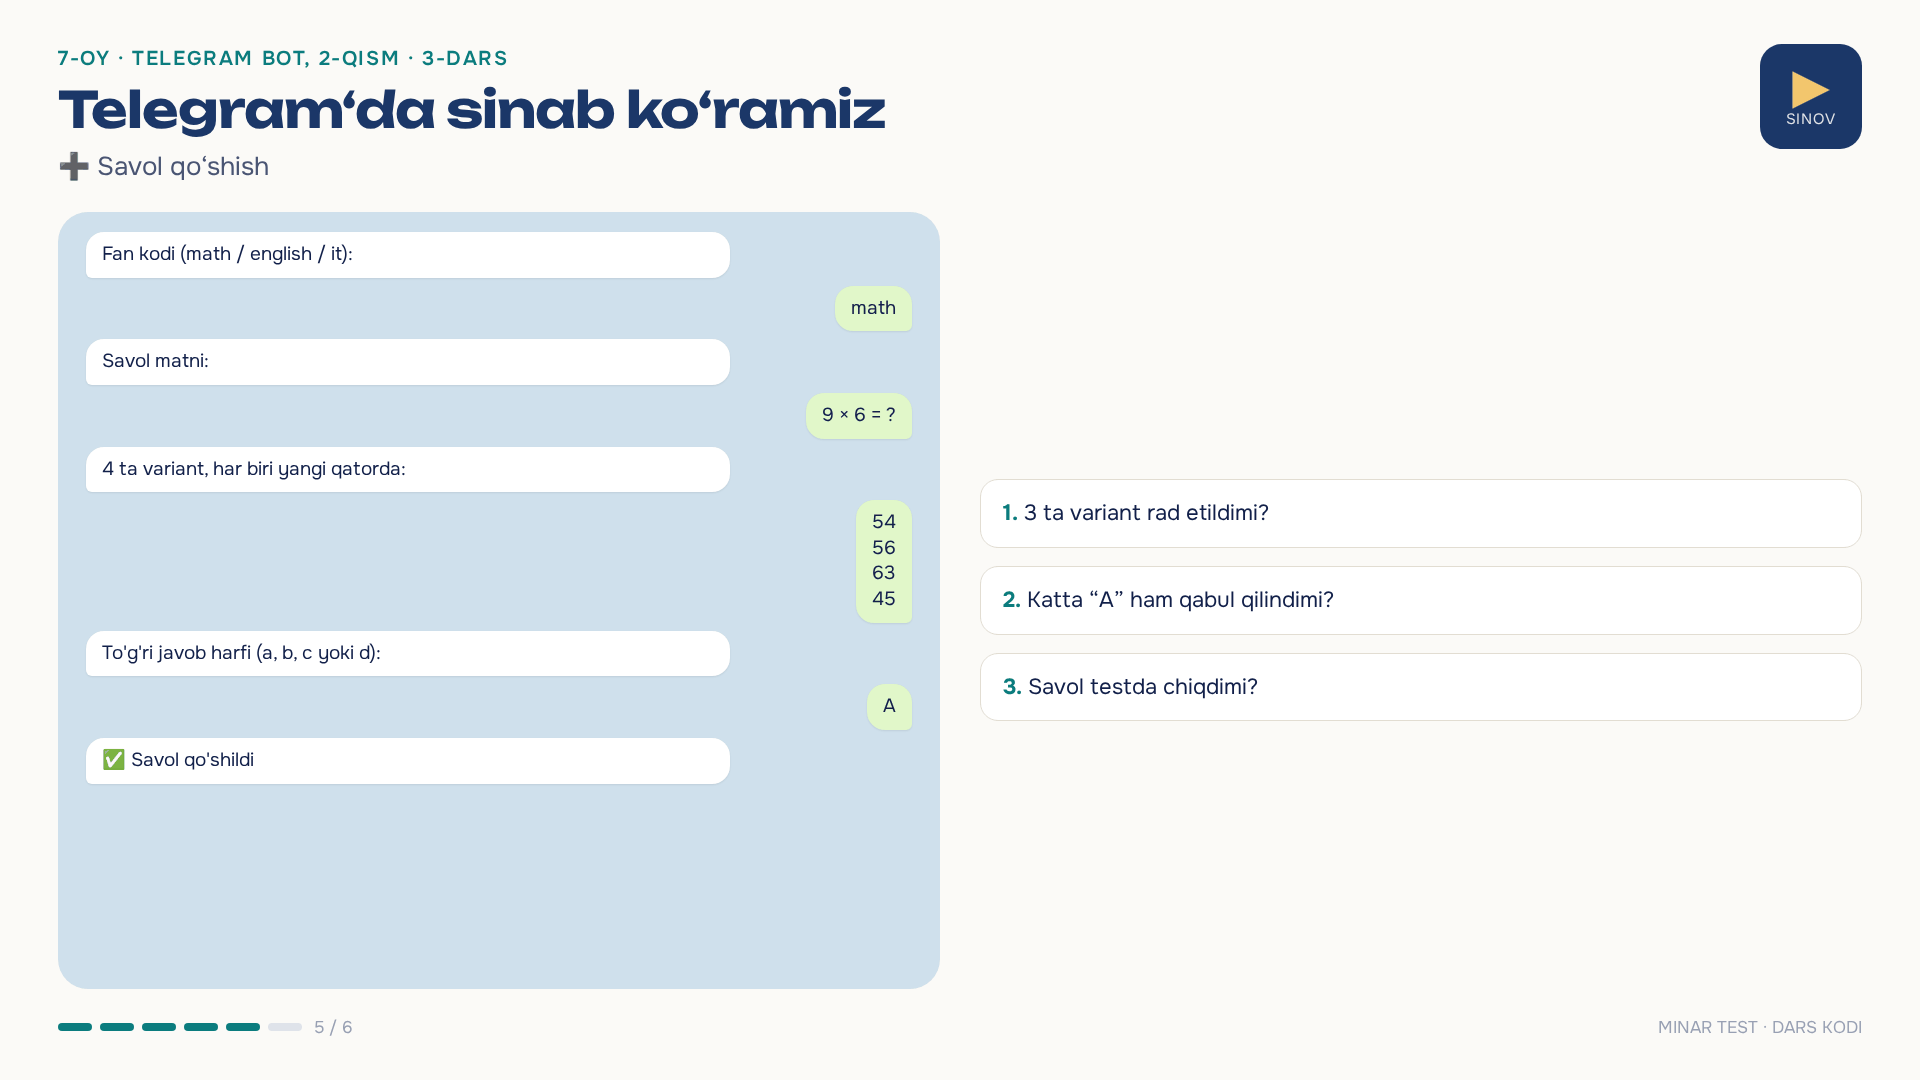 7-OY · TELEGRAM BOT, 2-QISM · 3-DARS
Telegram‘da sinab ko‘ramiz
➕ Savol qo‘shish
SINOV
Fan kodi (math / english / it):
math
Savol matni:
9 × 6 = ?
4 ta variant, har biri yangi qatorda:
54
56
63
45
To'g'ri javob harfi (a, b, c yoki d):
A
✅ Savol qo'shildi
1. 3 ta variant rad etildimi?
2. Katta “A” ham qabul qilindimi?
3. Savol testda chiqdimi?
5 / 6
MINAR TEST · DARS KODI